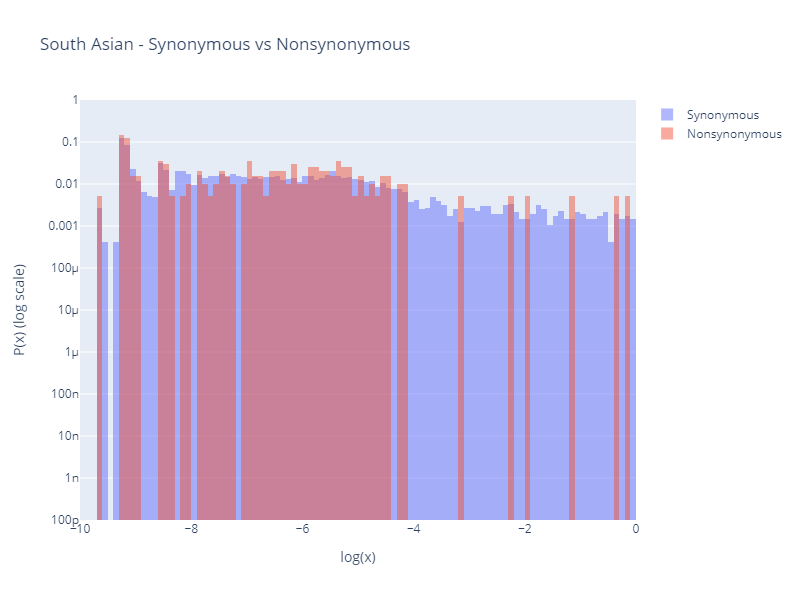 South Asian - Synonymous vs Nonsynonymous
Synonymous
Nonsynonymous
1
0.1
0.01
0.001
100μ
10μ
1μ
100n
10n
1n
100p
P(x) (log scale)
−10
−8
−6
−4
−2
0
log(x)